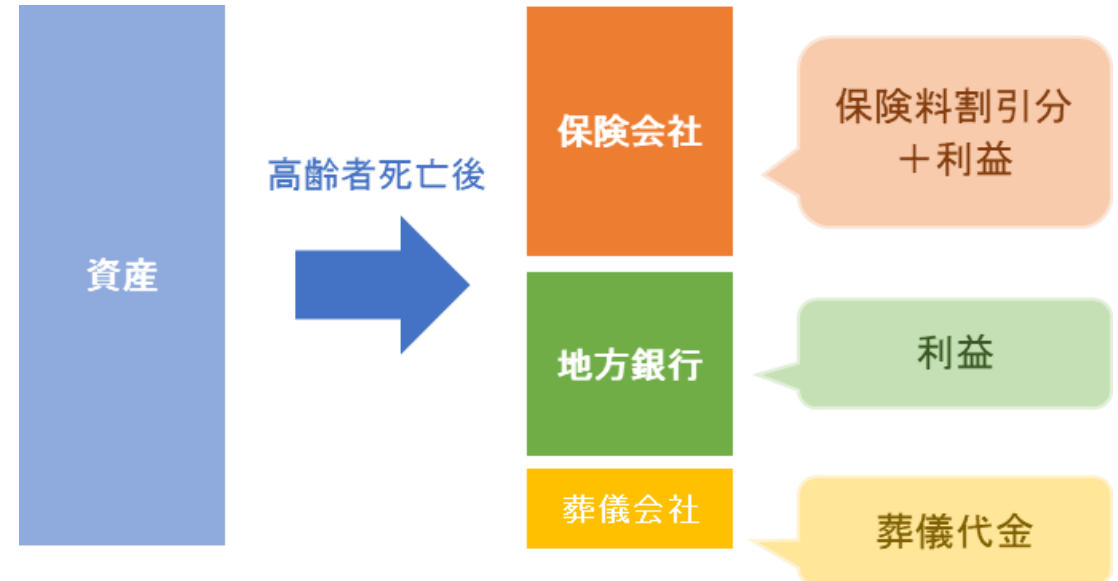 資産
高齢者死亡後
保険会社
保険料割引分
＋利益
地方銀行
利益
葬儀会社
葬儀代金